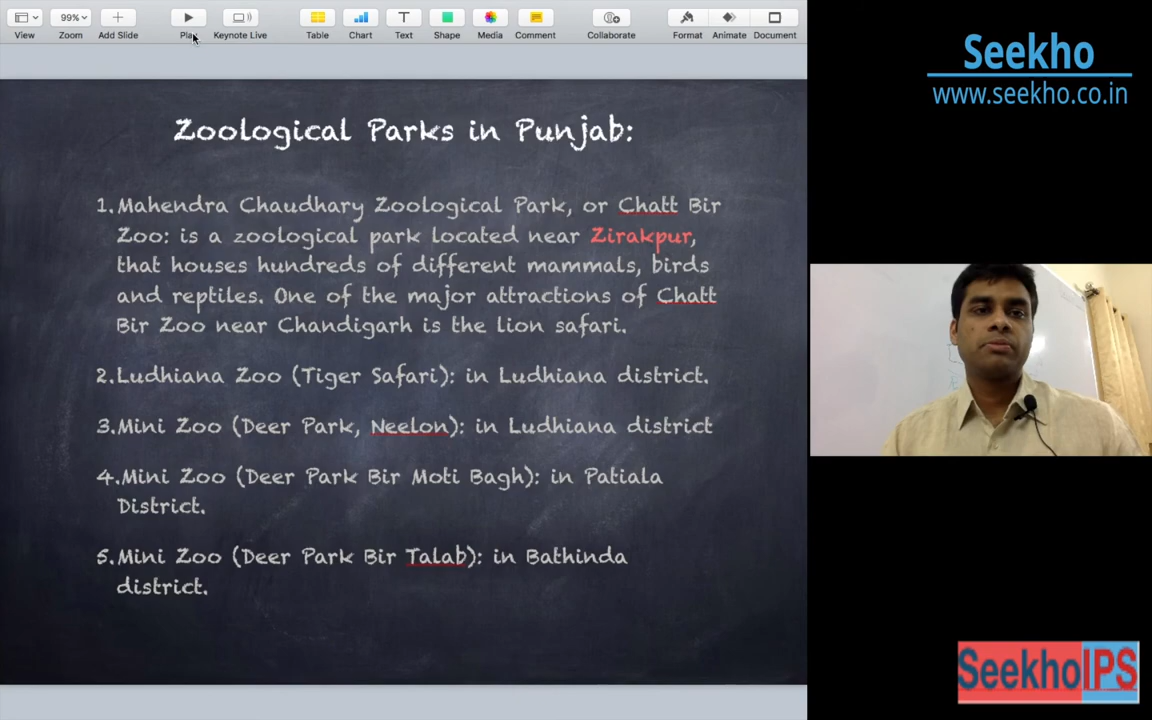 View
99%
Zoom
Add Slide
Play
Keynote Live
Table
Chart
Text
Shape
Media
Comment
Collaborate
Format
Animate
Document
Zoological Parks in Punjab:
1. Mahendra Chaudhary Zoological Park, or Chatt Bir
Zoo: is a zoological park located near Zirakpur,
that houses hundreds of different mammals, birds
and reptiles. One of the major attractions of Chatt
Bir Zoo near Chandigarh is the lion safari.
2. Ludhiana Zoo (Tiger Safari): in Ludhiana district.
3. Mini Zoo (Deer Park, Neelon): in Ludhiana district
4. Mini Zoo (Deer Park Bir Moti Bagh): in Patiala
District.
5. Mini Zoo (Deer Park Bir Talab): in Bathinda
district.
Seekho
www.seekho.co.in
SeekhoIPS